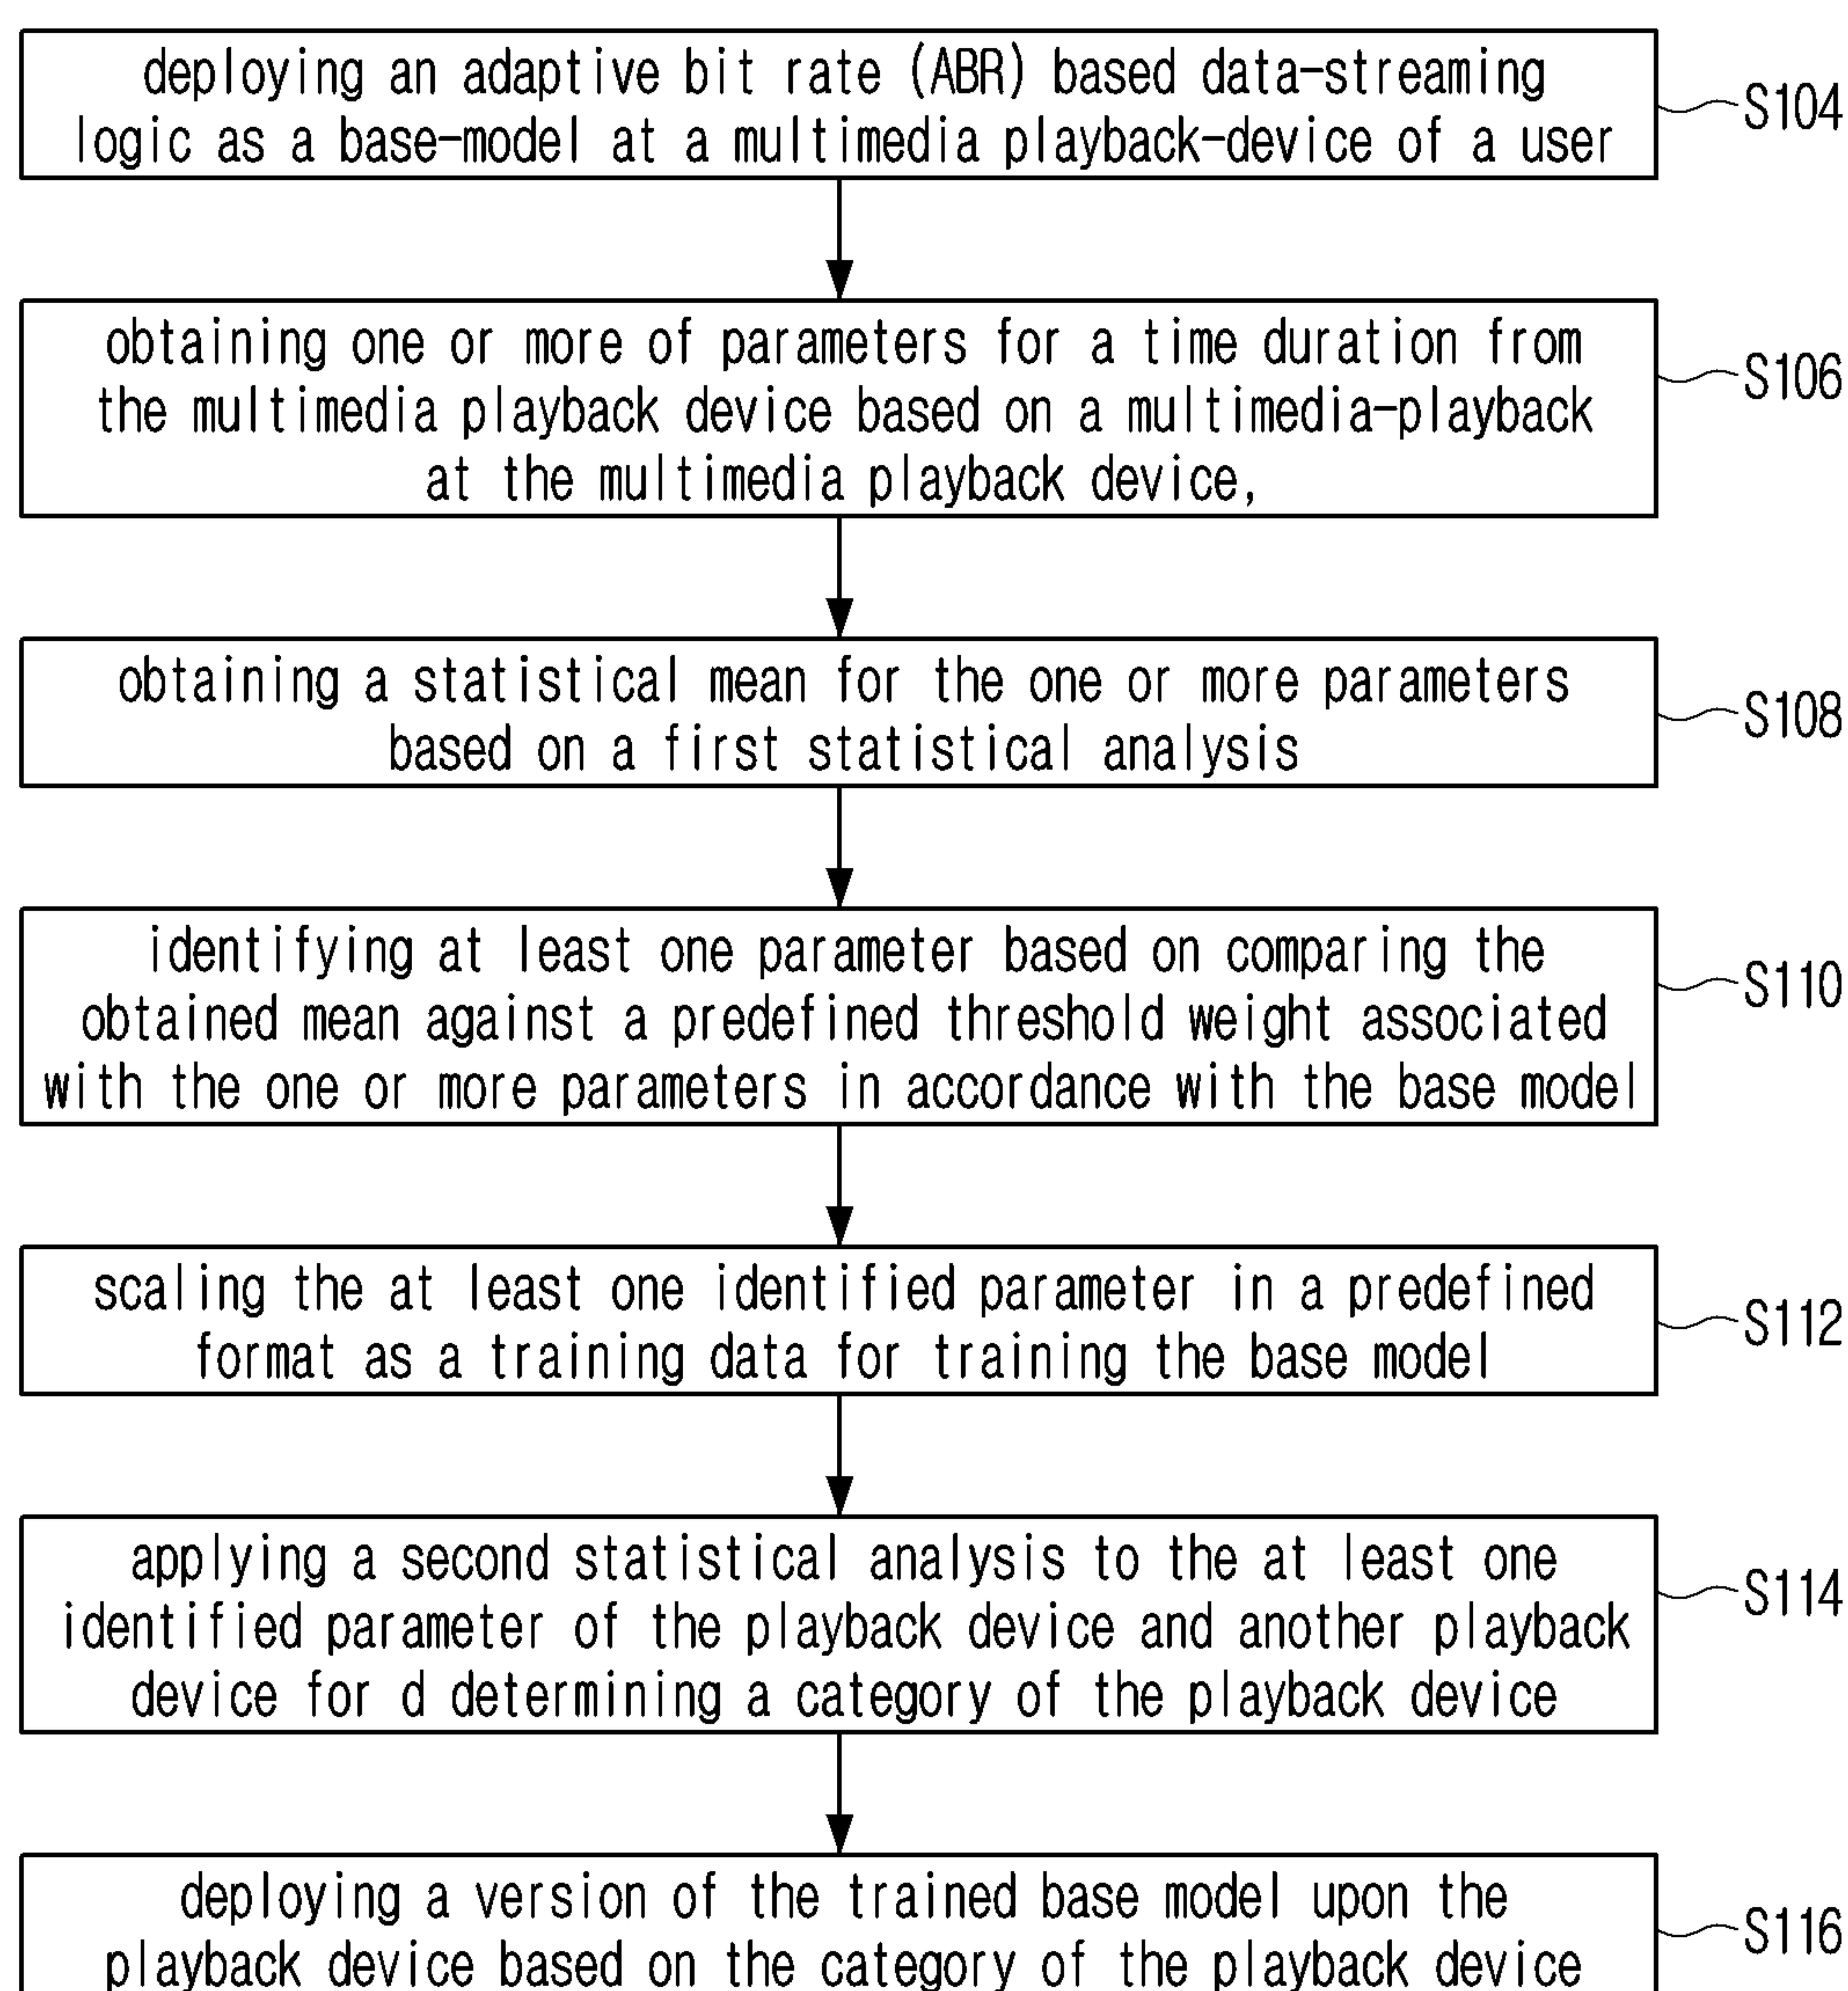 deploying an adaptive bit rate (ABR) based data-streaming
logic as a base-model at a multimedia playback-device of a user
S104
obtaining one or more of parameters for a time duration from
the multimedia playback device based on a multimedia-playback
at the multimedia playback device,
S106
obtaining a statistical mean for the one or more parameters
based on a first statistical analysis
S108
identifying at least one parameter based on comparing the
obtained mean against a predefined threshold weight associated
with the one or more parameters in accordance with the base model
S110
scaling the at least one identified parameter in a predefined
format as a training data for training the base model
S112
applying a second statistical analysis to the at least one
identified parameter of the playback device and another playback
device for d determining a category of the playback device
S114
deploying a version of the trained base model upon the
playback device based on the category of the playback device
S116